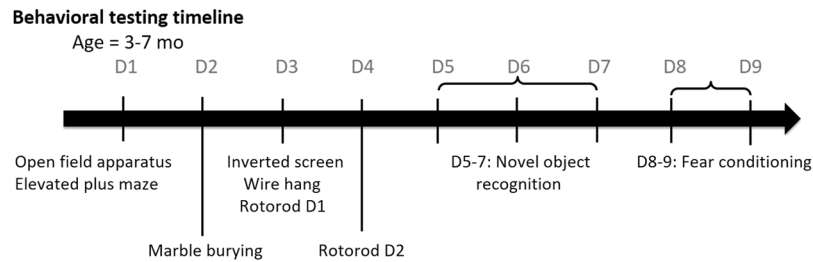 Behavioral testing timeline
Age = 3-7 mo
D1 D2 D3 D4 D5 D6 D7 D8 D9
Open field apparatus
Elevated plus maze
Marble burying
Inverted screen
Wire hang
Rotorod D1
Rotorod D2
D5-7: Novel object
recognition
D8-9: Fear conditioning